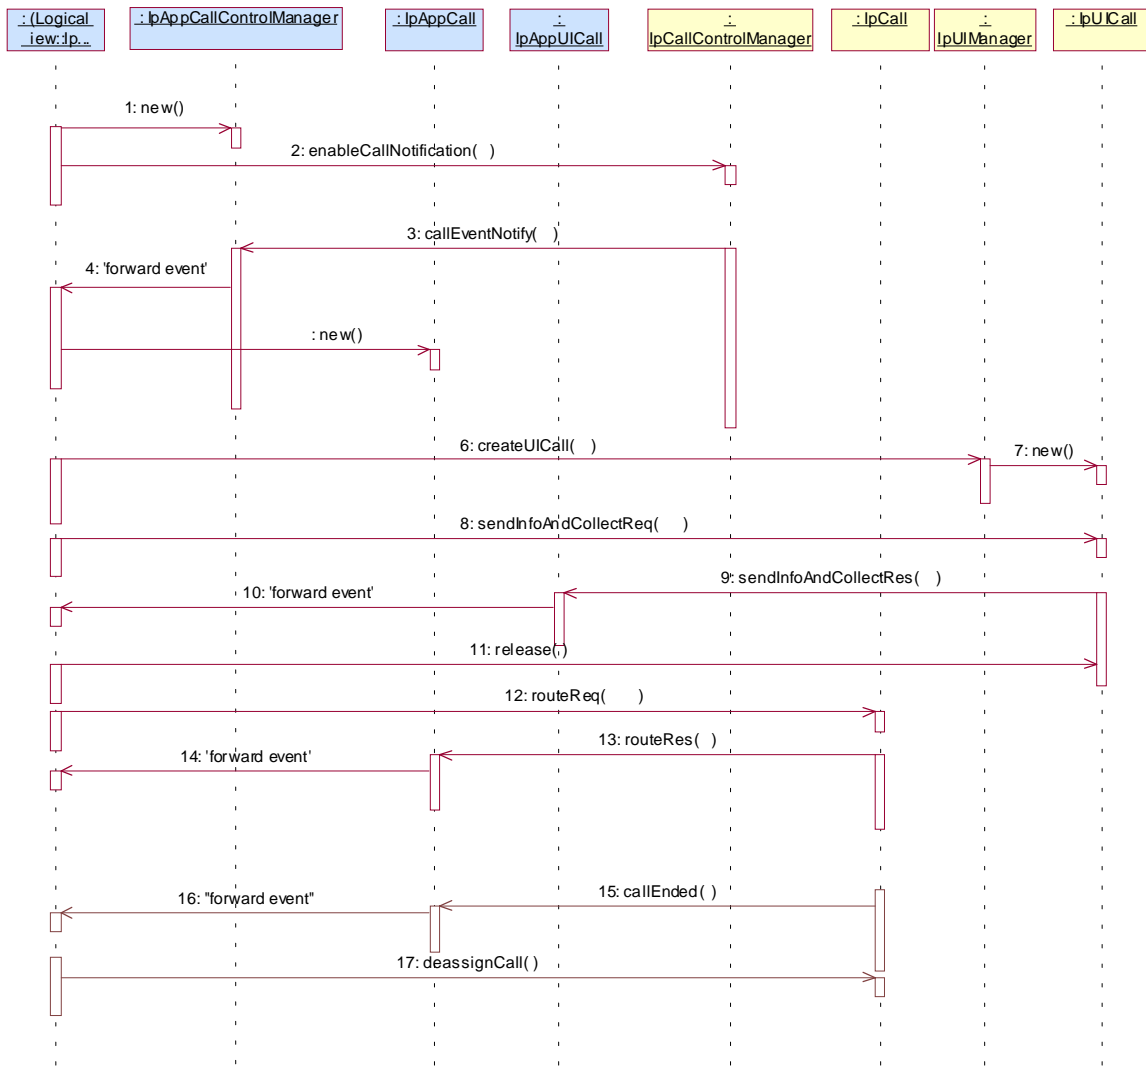 : (Logical
iew::Ip...
: IpAppCallControlManager
: IpAppCall
:
IpAppUICall
:
IpCallControlManager
: IpCall
:
IpUIManager
: IpUICall
1: new()
2: enableCallNotification( )
3: callEventNotify( )
4: 'forward event'
: new()
6: createUICall( )
7: new()
8: sendInfoAndCollectReq( )
9: sendInfoAndCollectRes( )
10: 'forward event'
11: release( )
12: routeReq( )
13: routeRes( )
14: 'forward event'
15: callEnded( )
16: "forward event"
17: deassignCall( )